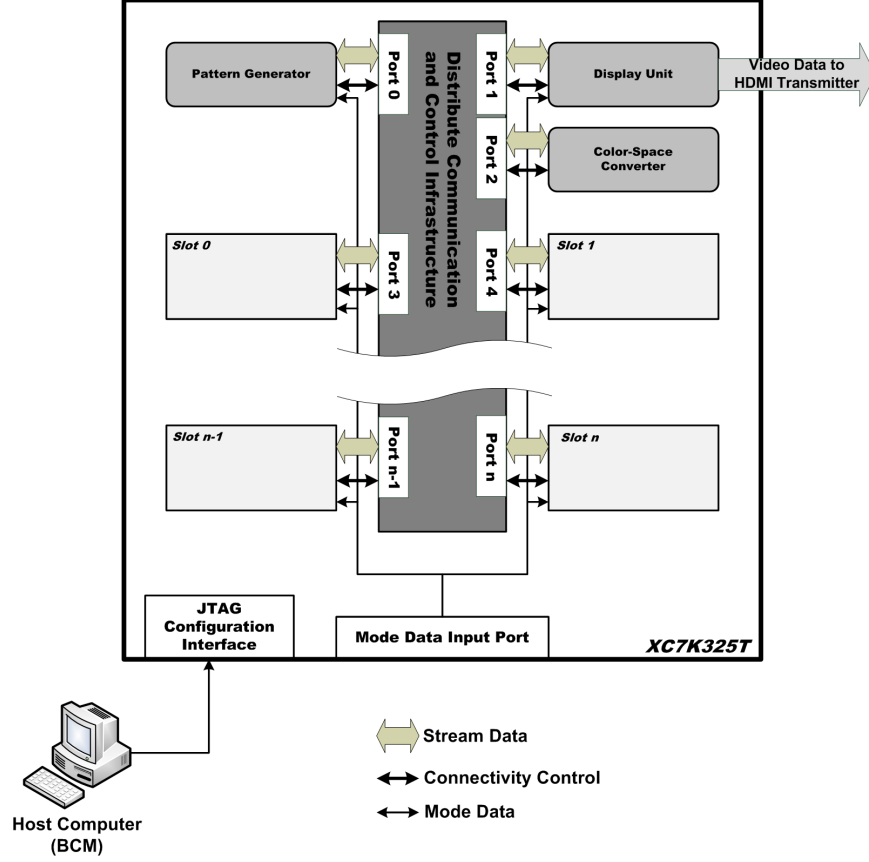 Pattern Generator
Port 0
Distribute Communication
and Control Infrastructure
Port 1
Display Unit
Video Data to
HDMI Transmitter
Port 2
Color-Space
Converter
Slot 0
Port 3
Port 4
Slot 1
Slot n-1
Port n-1
Port n
Slot n
JTAG
Configuration
Interface
Mode Data Input Port
XC7K325T
Stream Data
Connectivity Control
Mode Data
Host Computer
(BCM)